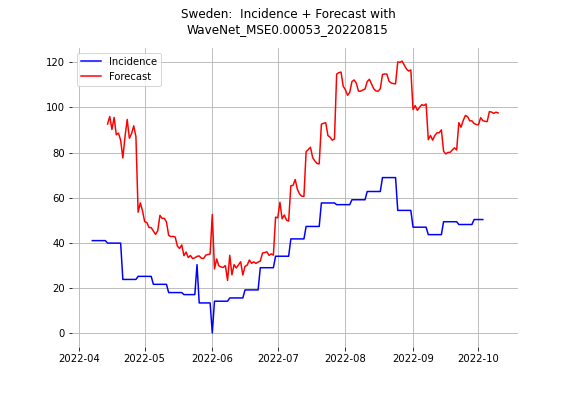 Sweden:  Incidence + Forecast with
WaveNet_MSE0.00053_20220815
Incidence
Forecast
120
100
80
60
40
20
0
2022-04 2022-05 2022-06 2022-07 2022-08 2022-09 2022-10